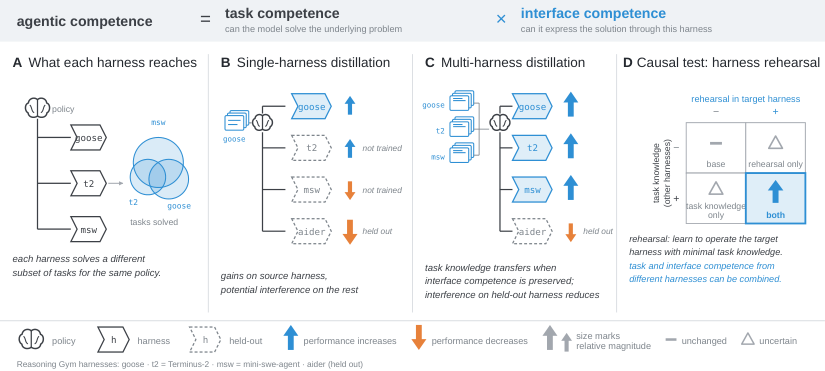 agentic competence = task competence × interface competence
can the model solve the underlying problem
can it express the solution through this harness
A What each harness reaches
policy
goose
t2
msw
msw
t2
goose
tasks solved
each harness solves a different
subset of tasks for the same policy.
B Single-harness distillation
goose
goose
t2
not trained
msw
not trained
aider
held out
gains on source harness,
potential interference on the rest
C Multi-harness distillation
goose
t2
msw
goose
t2
msw
aider
held out
task knowledge transfers when
interface competence is preserved;
interference on held-out harness reduces
D Causal test: harness rehearsal
rehearsal in target harness
− +
task knowledge
(other harnesses)
−
+
base
rehearsal only
task knowledge
only
both
rehearsal: learn to operate the target
harness with minimal task knowledge.
task and interface competence from
different harnesses can be combined.
policy
h
harness
h
held-out
performance increases
performance decreases
size marks
relative magnitude
unchanged
uncertain
Reasoning Gym harnesses: goose · t2 = Terminus-2 · msw = mini-swe-agent · aider (held out)